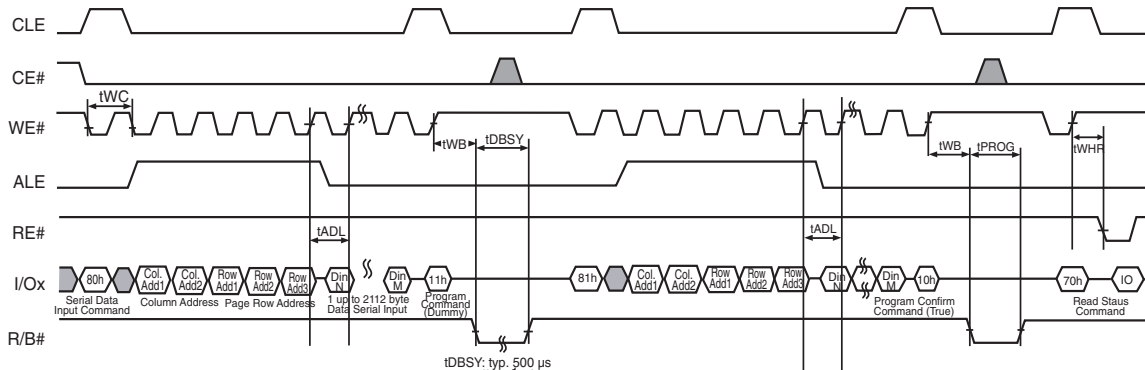 CLE
CE#
tWC
WE#
tWB
tDBSY
tWB
tPROG
tWHR
ALE
RE#
tADL
tADL
I/Ox
80h
Col.
Add1
Col.
Add2
Row
Add1
Row
Add2
Row
Add3
Din
N
Din
M
11h
81h
Col.
Add1
Col.
Add2
Row
Add1
Row
Add2
Row
Add3
Din
N
Din
M
10h
70h
IO
Serial Data
Input Command
Column Address
Page Row Address
1 up to 2112 byte
Data Serial Input
Program
Command
(Dummy)
Program Confirm
Command (True)
Read Staus
Command
R/B#
tDBSY: typ. 500 µs